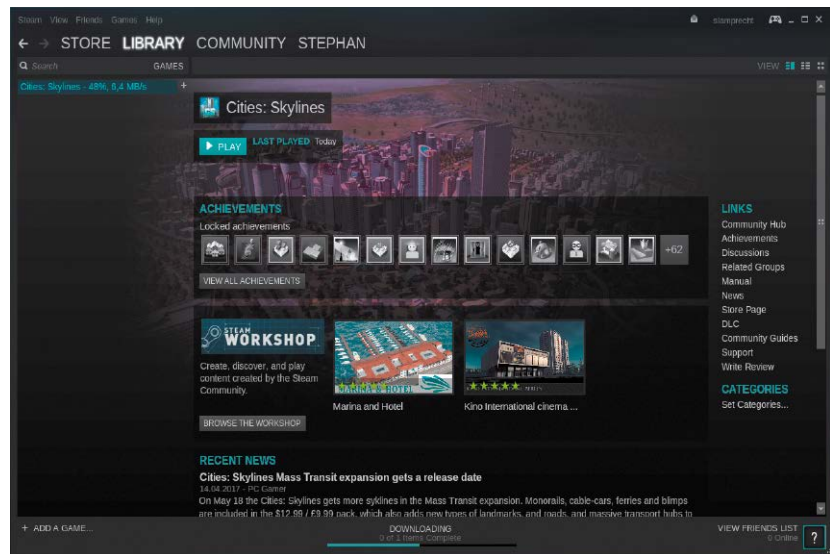 Steam View Friends Games Help
slamprecht
STORE LIBRARY COMMUNITY STEPHAN
Search GAMES
VIEW
Cities: Skylines - 48%, 6,4 MB/s +
Cities: Skylines
PLAY LAST PLAYED Today
ACHIEVEMENTS
Locked achievements
+62
VIEW ALL ACHIEVEMENTS
STEAM
WORKSHOP
Create, discover, and play
content created by the Steam
Community.
BROWSE THE WORKSHOP
MARINA & HOTEL
Marina and Hotel
Kino International cinema ...
RECENT NEWS
Cities: Skylines Mass Transit expansion gets a release date
14.04.2017 - PC Gamer
On May 18 the Cities: Skylines gets more syklines in the Mass Transit expansion. Monorails, cable-cars, ferries and blimps
are included in the $12.99 / £9.99 pack, which also adds new types of landmarks, and roads, and massive transport hubs to
LINKS
Community Hub
Achievements
Discussions
Related Groups
Manual
News
Store Page
DLC
Community Guides
Support
Write Review
CATEGORIES
Set Categories...
+ ADD A GAME...
DOWNLOADING
0 of 1 Items Complete
VIEW FRIENDS LIST
0 Online
?